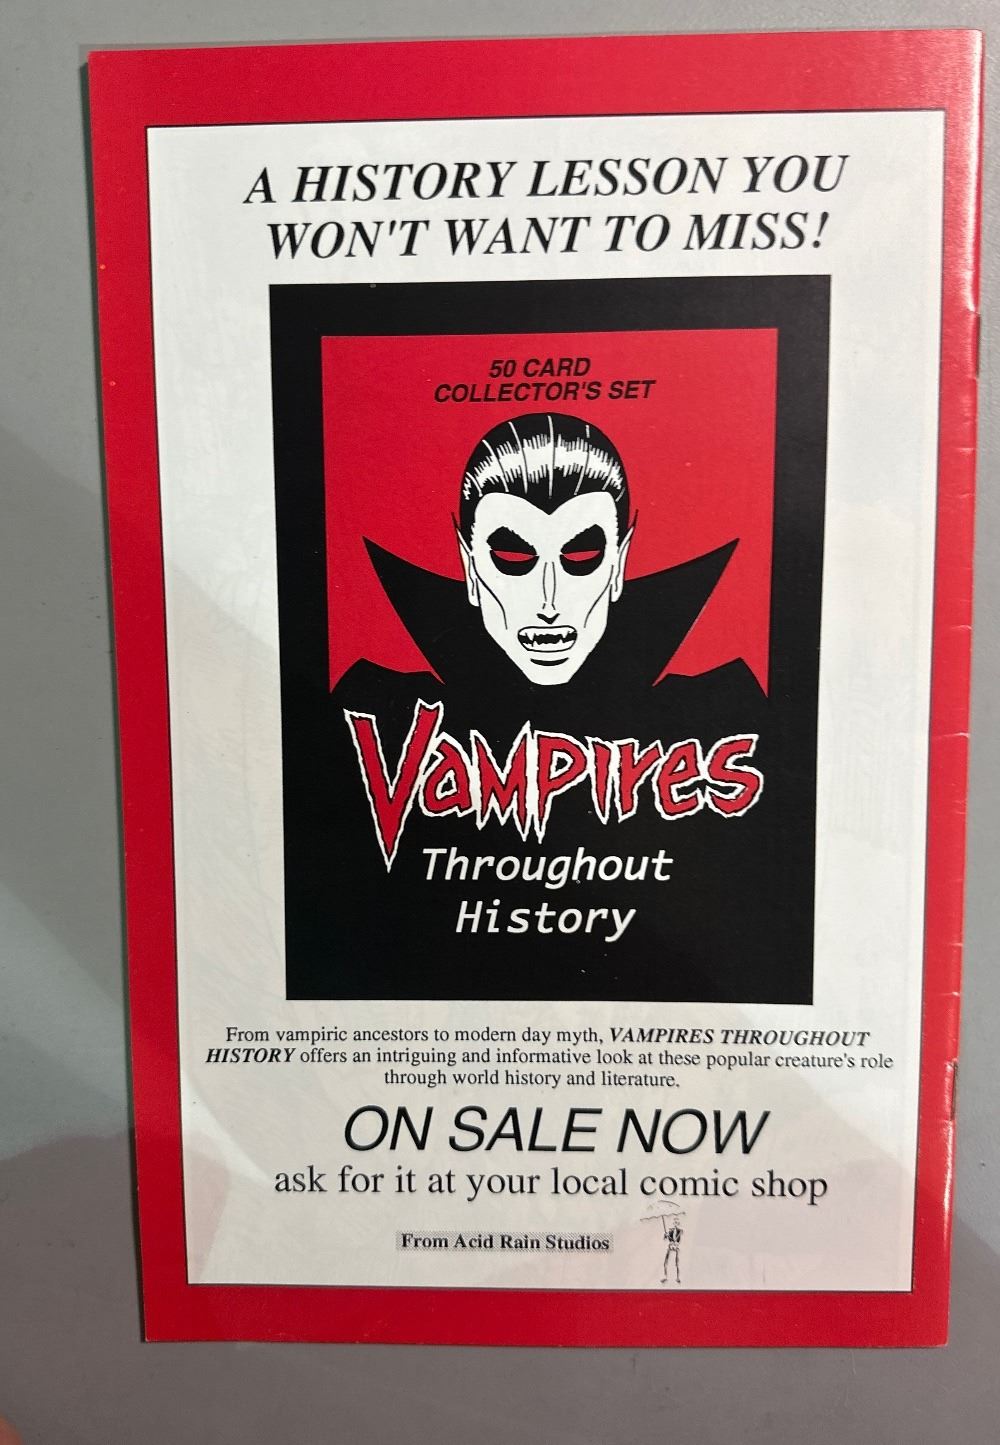 A HISTORY LESSON YOU
WON'T WANT TO MISS!
50 CARD
COLLECTOR'S SET
VAMPIRES
Throughout
History
From vampiric ancestors to modern day myth, VAMPIRES THROUGHOUT
HISTORY offers an intriguing and informative look at these popular creature's role
through world history and literature.
ON SALE NOW
ask for it at your local comic shop
From Acid Rain Studios